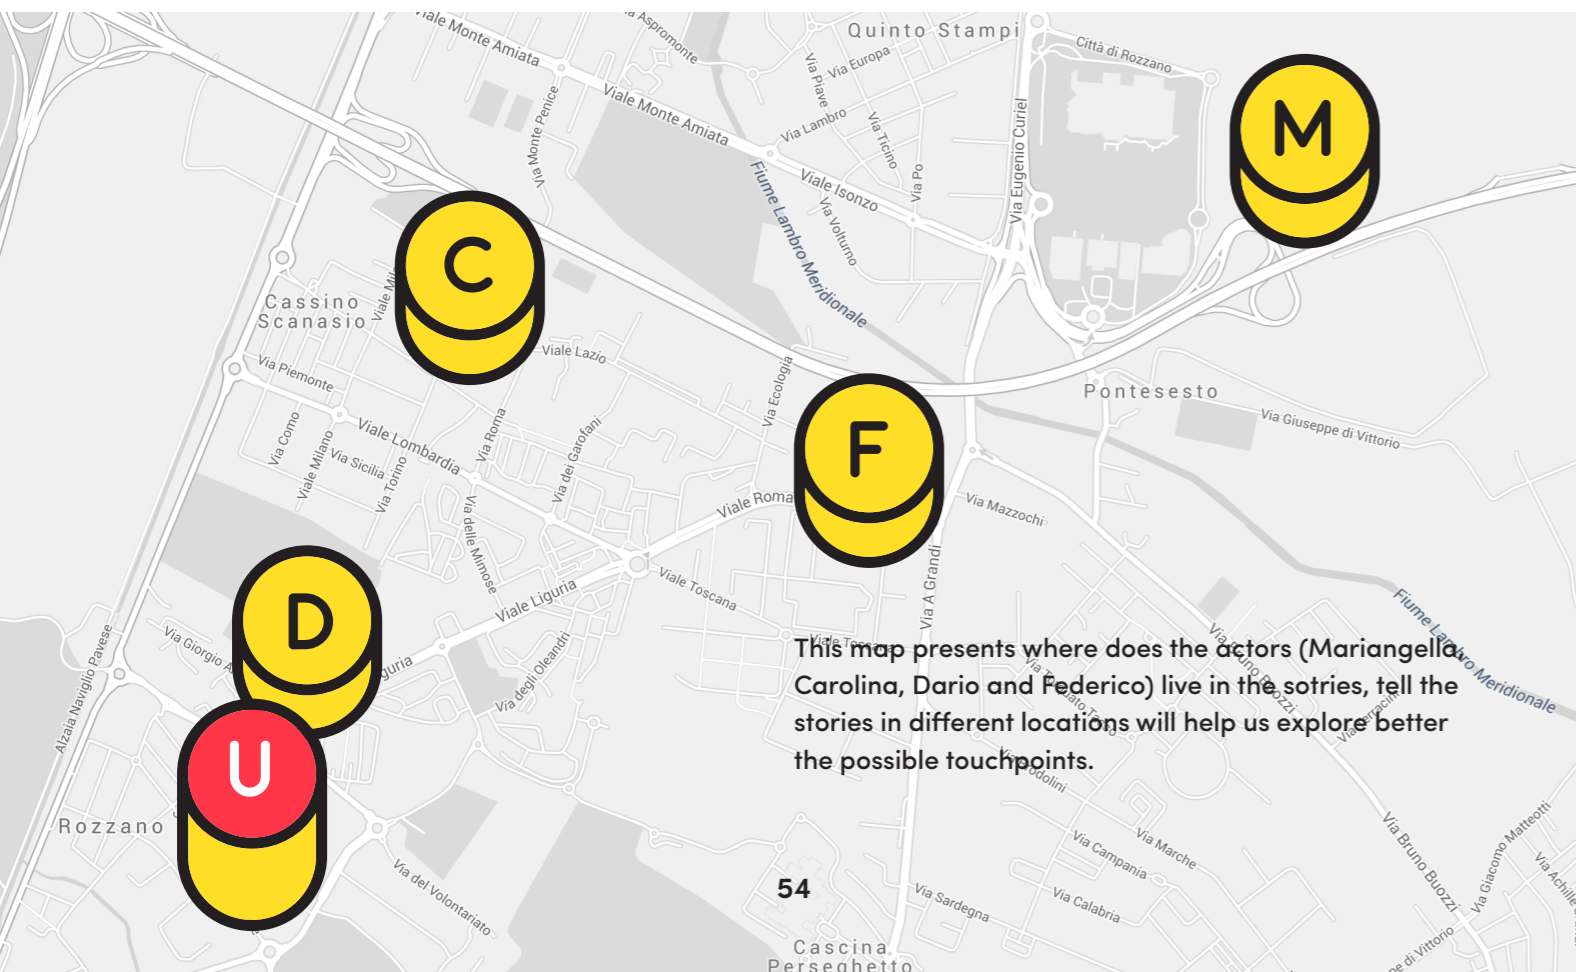 Viale Monte Amiata
Aspromonte
Quinto Stampi
Città di Rozzano
Via Europa
Via Piave
M
Viale Monte Amiata
Via Monte Penice
Via Lambro
Via Ticino
Via Eugenio Curiel
Fiume Lambro Meridionale
Viale Isonzo
Via Po
Via Volturno
C
Cassino
Scanasio
Viale Lazio
Via Piemonte
Via Ecologia
Pontesesto
Via Giuseppe di Vittorio
F
Via Como
Viale Milano
Viale Lombardia
Via Roma
Via Sicilia
Via Torino
Via dei Garofani
Viale Roma
Via Mazzochi
Via delle Mimose
Viale Toscana
Viale Liguria
Via A Grandi
D
Via Giorgio
Alzaia Naviglio Pavese
Via degli Oleandri
Fiume Lambro Meridionale
Viale Toscana
Via Bruno Buozzi
This map presents where does the actors (Mariangella,
Carolina, Dario and Federico) live in the sotries, tell the
stories in different locations will help us explore better
the possible touchpoints.
U
Rozzano
Via del Volontariato
54
Via Campania
Via Marche
Via Bruno Buozzi
Via Giacomo Matteotti
Via Achille
Via Sardegna
Via Calabria
di Vittorio
Cascina
Perseghetto